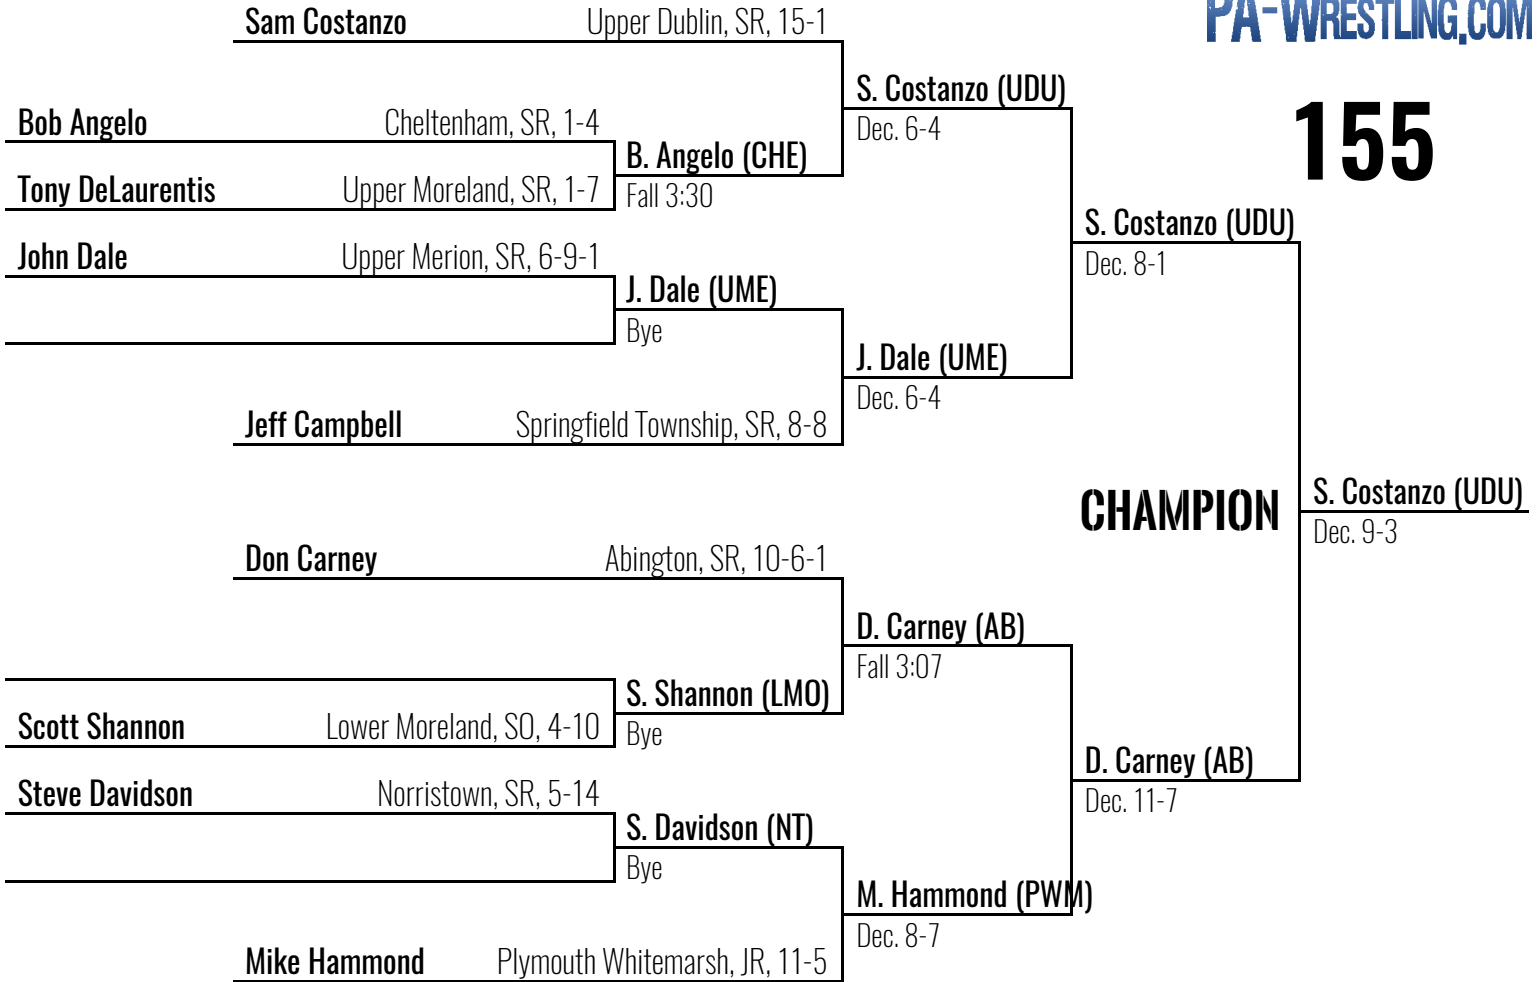 Sam Costanzo Upper Dublin, SR, 15-1
PA-WRESTLING.COM
S. Costanzo (UDU)
Dec. 6-4
155
Bob Angelo Cheltenham, SR, 1-4
B. Angelo (CHE)
Fall 3:30
Tony DeLaurentis Upper Moreland, SR, 1-7
S. Costanzo (UDU)
Dec. 8-1
John Dale Upper Merion, SR, 6-9-1
J. Dale (UME)
Bye
J. Dale (UME)
Dec. 6-4
Jeff Campbell Springfield Township, SR, 8-8
CHAMPION
S. Costanzo (UDU)
Dec. 9-3
Don Carney Abington, SR, 10-6-1
D. Carney (AB)
Fall 3:07
S. Shannon (LMO)
Bye
Scott Shannon Lower Moreland, SO, 4-10
D. Carney (AB)
Dec. 11-7
Steve Davidson Norristown, SR, 5-14
S. Davidson (NT)
Bye
M. Hammond (PWM)
Dec. 8-7
Mike Hammond Plymouth Whitemarsh, JR, 11-5